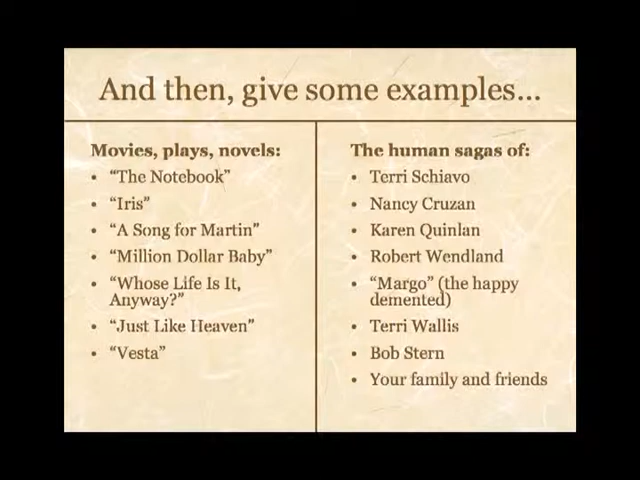 And then, give some examples...
Movies, plays, novels:
• "The Notebook"
• "Iris"
• "A Song for Martin"
• "Million Dollar Baby"
• "Whose Life Is It,
Anyway?"
• "Just Like Heaven"
• "Vesta"
The human sagas of:
• Terri Schiavo
• Nancy Cruzan
• Karen Quinlan
• Robert Wendland
• "Margo" (the happy
demented)
• Terri Wallis
• Bob Stern
• Your family and friends